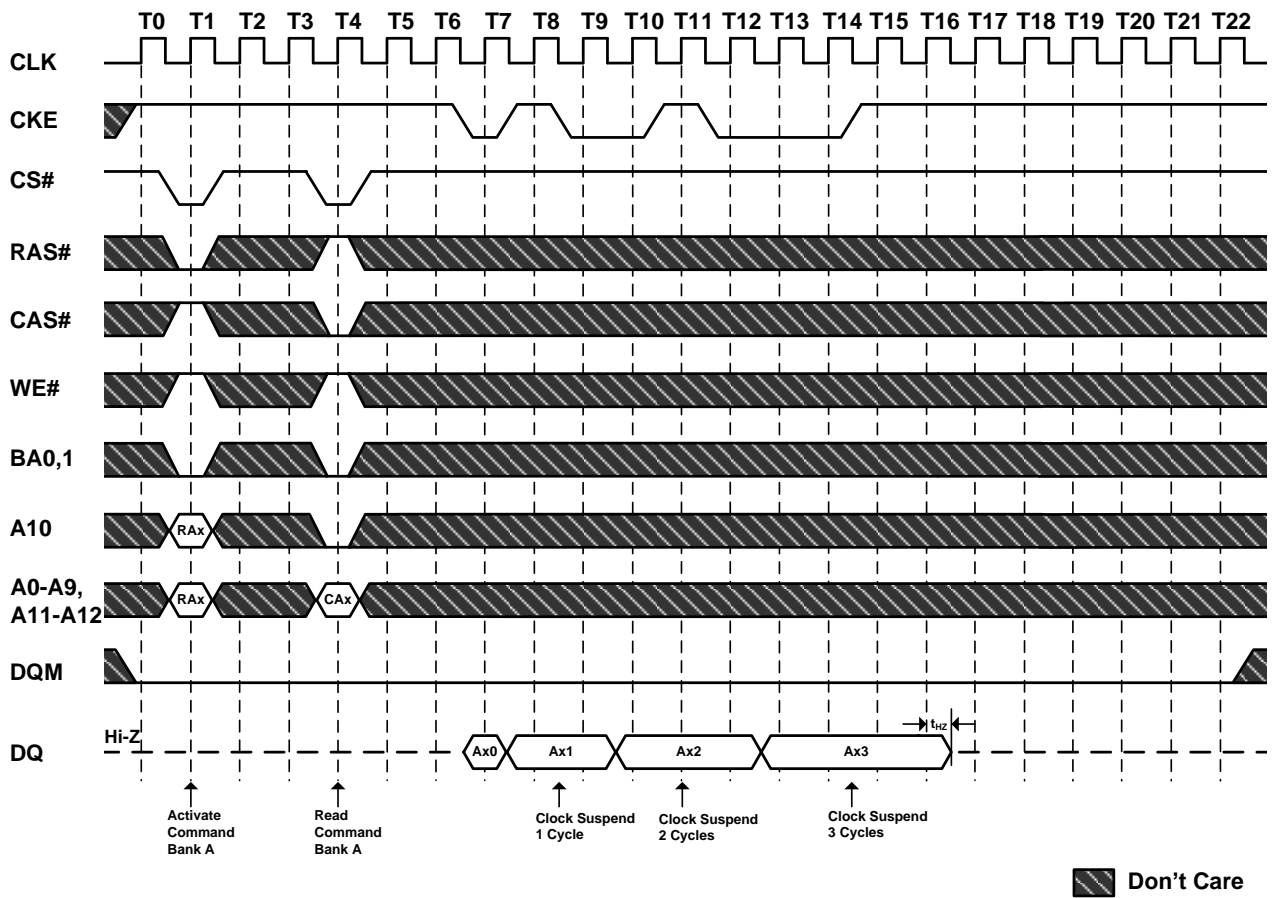 T0 T1 T2 T3 T4 T5 T6 T7 T8 T9 T10 T11 T12 T13 T14 T15 T16 T17 T18 T19 T20 T21 T22
CLK
CKE
CS#
RAS#
CAS#
WE#
BA0,1
A10
RAx
A0-A9,
A11-A12
RAx
CAx
DQM
Hi-Z
tHZ
DQ
Ax0
Ax1
Ax2
Ax3
Activate
Command
Bank A
Read
Command
Bank A
Clock Suspend
1 Cycle
Clock Suspend
2 Cycles
Clock Suspend
3 Cycles
Don't Care